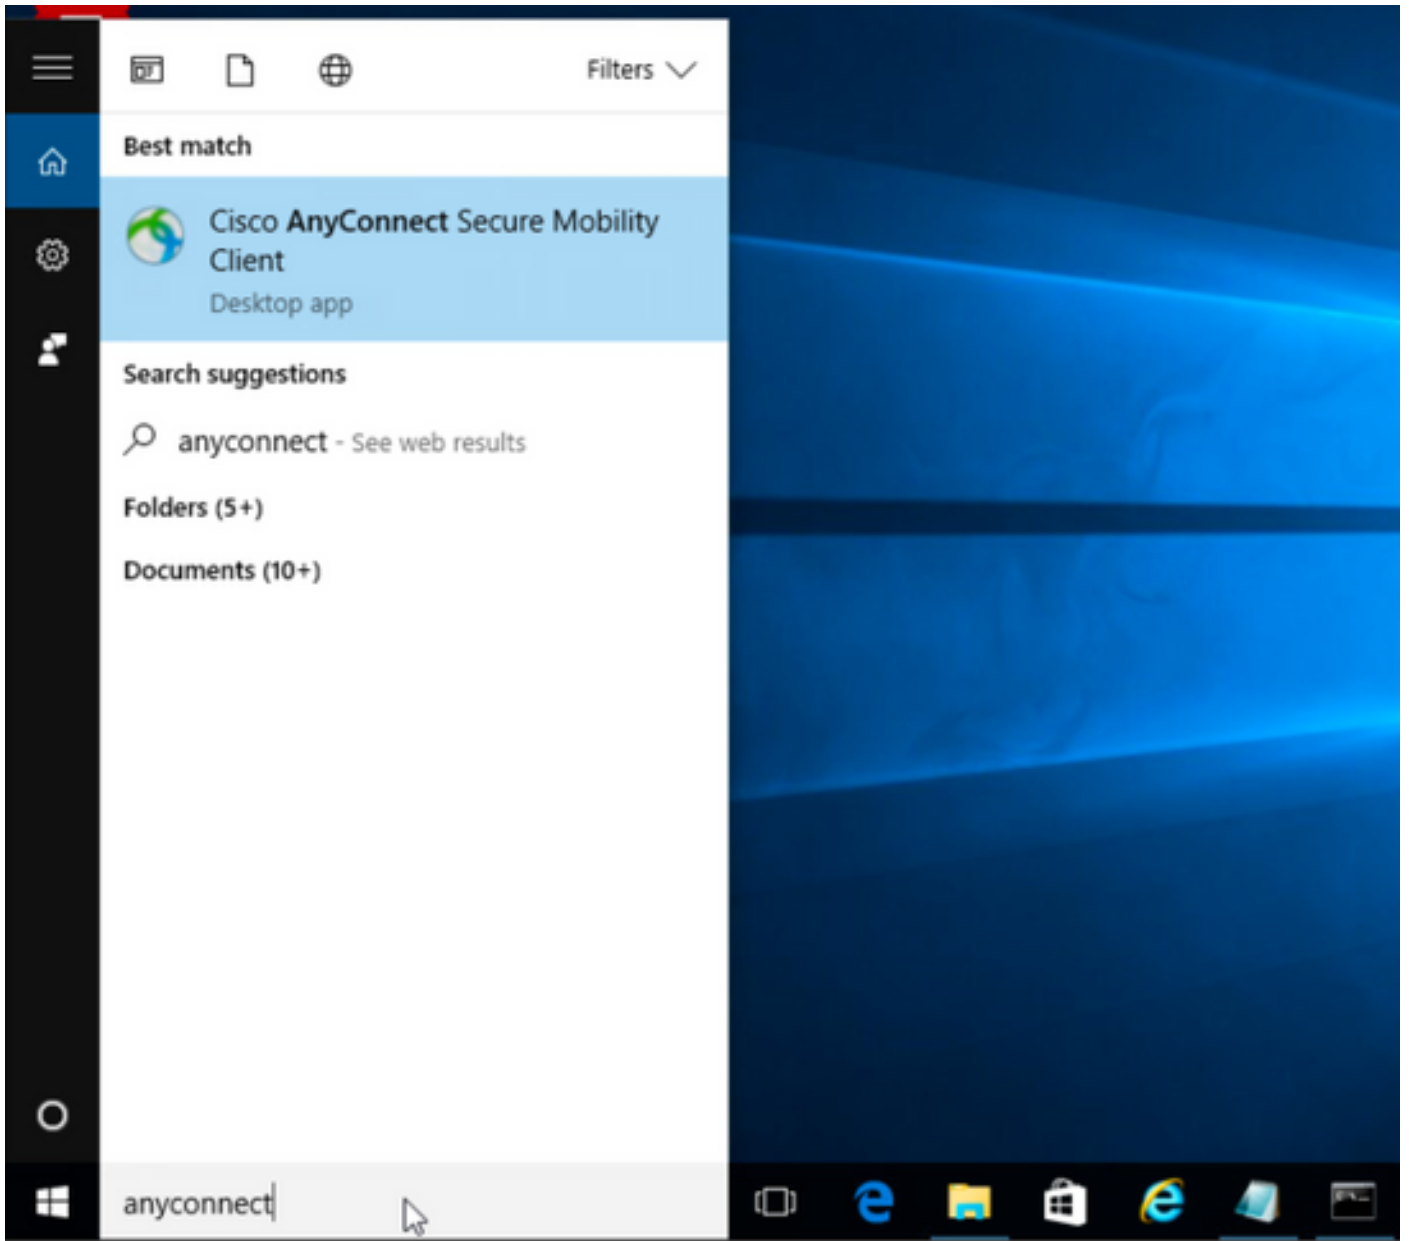 Filters
Best match
Cisco AnyConnect Secure Mobility
Client
Desktop app
Search suggestions
anyconnect - See web results
Folders (5+)
Documents (10+)
anyconnect